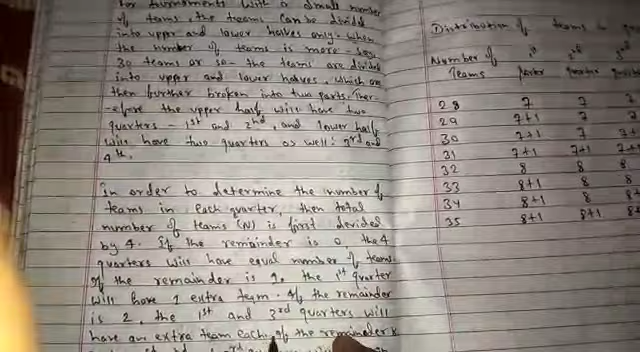 For tournaments with a small number
of teams, the teams can be divided
into upper and lower halves only. When
the number of teams is more - say
30 teams or so - the teams are divided
into upper and lower halves, which are
then further broken into two parts. Ther-
-efore the upper half will have two
quarters - 1st and 2nd, and lower half
will have two quarters as well: 3rd and
4th.
In order to determine the number of
teams in each quarter, then total
number of teams (N) is first devided
by 4. If the remainder is 0, the 4
quarters will have equal number of teams.
If the remainder is 1, the 1st quarter
will have 1 extra team. If the remainder
is 2, the 1st and 3rd quarters will
have an extra team each. If the remainder
Distribution of teams
Number of Teams 1st quarter 2nd quarter 3rd
28 7 7 7
29 7+1 7 7
30 7+1 7
31 7+1 7+1
32 8 8 8
33 8+1 8 8
34 8+1 8
35 8+1 8+1